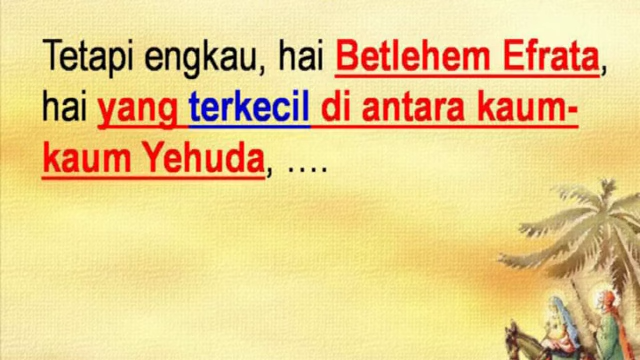 Tetapi engkau, hai Betlehem Efrata,
hai yang terkecil di antara kaum-
kaum Yehuda, ....